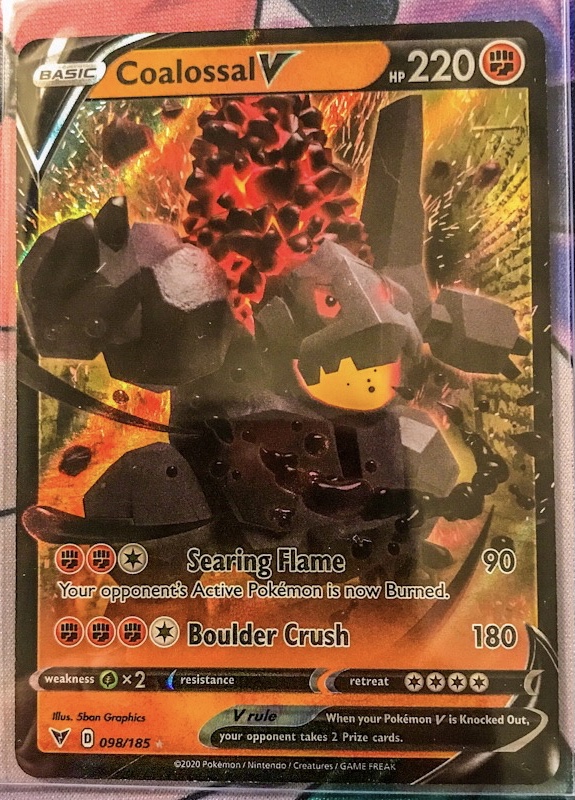 BASIC Coalossal V HP 220
Searing Flame 90
Your opponent's Active Pokémon is now Burned.
Boulder Crush 180
weakness ×2 resistance retreat
Illus. 5ban Graphics
V rule When your Pokémon V is Knocked Out,
your opponent takes 2 Prize cards.
D 098/185
©2020 Pokémon / Nintendo / Creatures / GAME FREAK